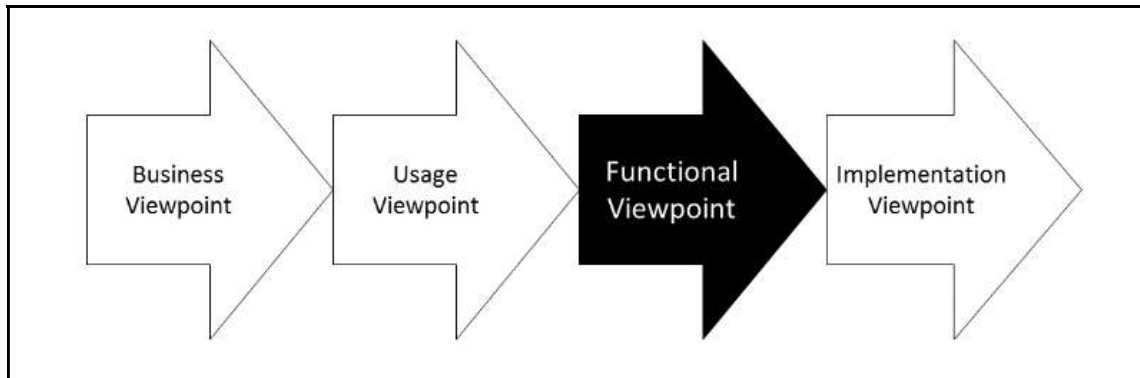 Business
Viewpoint
Usage
Viewpoint
Functional
Viewpoint
Implementation
Viewpoint